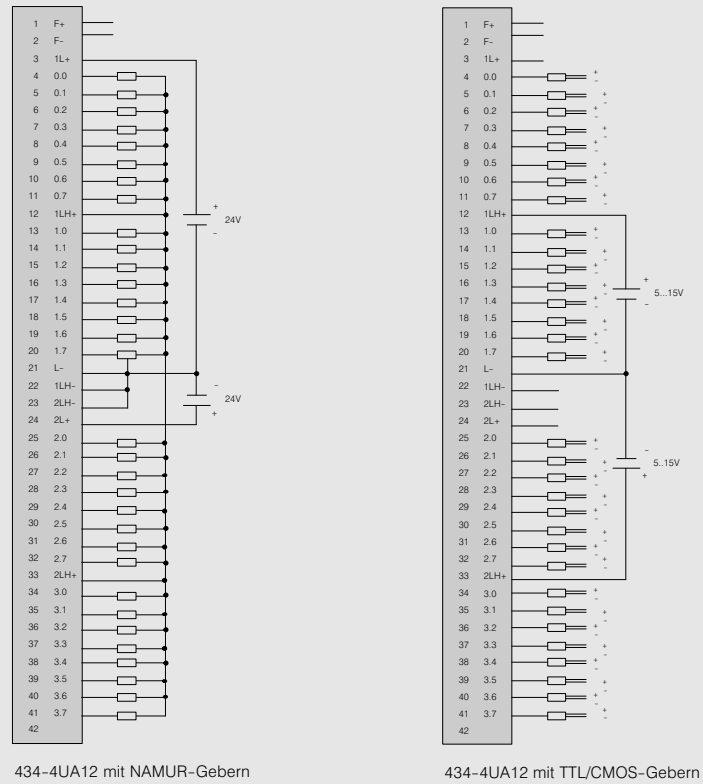 1 F+
2 F-
3 1L+
4 0.0
5 0.1
6 0.2
7 0.3
8 0.4
9 0.5
10 0.6
11 0.7
12 1LH+
13 1.0
14 1.1
15 1.2
16 1.3
17 1.4
18 1.5
19 1.6
20 1.7
21 L-
22 1LH-
23 2LH-
24 2L+
25 2.0
26 2.1
27 2.2
28 2.3
29 2.4
30 2.5
31 2.6
32 2.7
33 2LH+
34 3.0
35 3.1
36 3.2
37 3.3
38 3.4
39 3.5
40 3.6
41 3.7
42
+
24V
-
-
24V
+
434-4UA12 mit NAMUR-Gebern
1 F+
2 F-
3 1L+
4 0.0 + -
5 0.1 + -
6 0.2 + -
7 0.3 + -
8 0.4 + -
9 0.5 + -
10 0.6 + -
11 0.7 + -
12 1LH+
13 1.0 + -
14 1.1 + -
15 1.2 + -
16 1.3 + -
17 1.4 + -
18 1.5 + -
19 1.6 + -
20 1.7 + -
21 L-
22 1LH-
23 2LH-
24 2L+
25 2.0 + -
26 2.1 + -
27 2.2 + -
28 2.3 + -
29 2.4 + -
30 2.5 + -
31 2.6 + -
32 2.7 + -
33 2LH+
34 3.0 + -
35 3.1 + -
36 3.2 + -
37 3.3 + -
38 3.4 + -
39 3.5 + -
40 3.6 + -
41 3.7 + -
42
+
5...15V
-
-
5..15V
+
434-4UA12 mit TTL/CMOS-Gebern